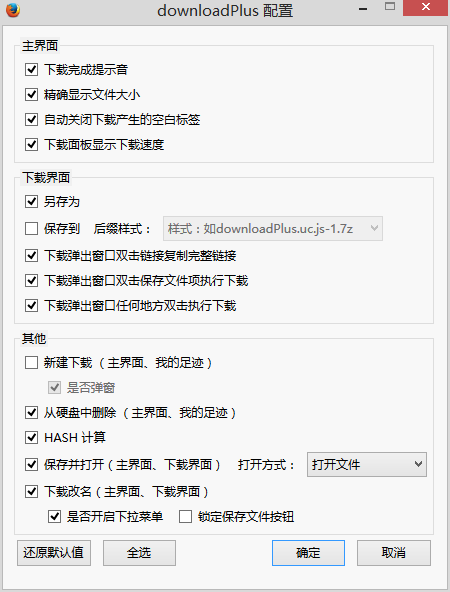 downloadPlus 配置
主界面
下载完成提示音
精确显示文件大小
自动关闭下载产生的空白标签
下载面板显示下载速度
下载界面
另存为
保存到 后缀样式： 样式：如downloadPlus.uc.js-1.7z
下载弹出窗口双击链接复制完整链接
下载弹出窗口双击保存文件项执行下载
下载弹出窗口任何地方双击执行下载
其他
新建下载（主界面、我的足迹）
是否弹窗
从硬盘中删除（主界面、我的足迹）
HASH 计算
保存并打开（主界面、下载界面） 打开方式： 打开文件
下载改名（主界面、下载界面）
是否开启下拉菜单 锁定保存文件按钮
还原默认值 全选 确定 取消